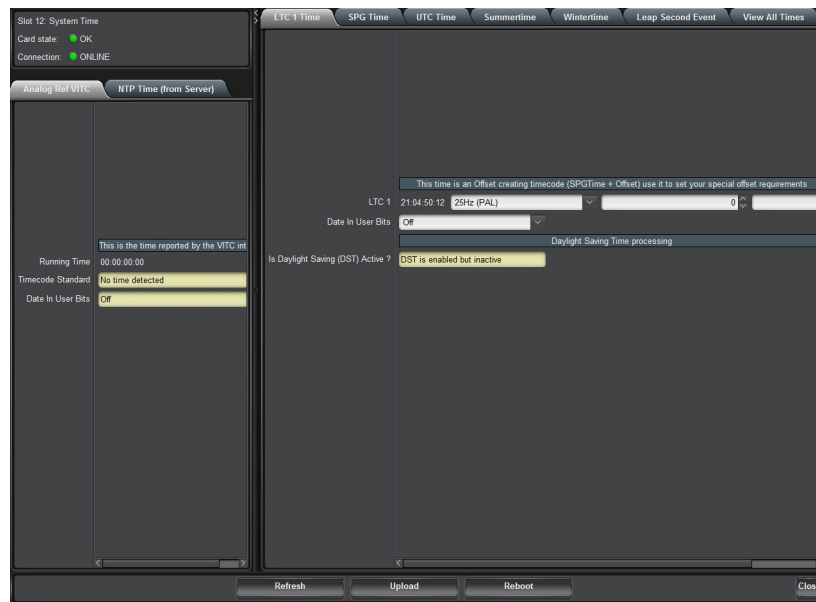 Slot 12: System Time
Card state: OK
Connection: ONLINE
Analog Ref VITC NTP Time (from Server)
This is the time reported by the VITC int
Running Time 00:00:00:00
Timecode Standard No time detected
Date In User Bits Off
LTC 1 Time SPG Time UTC Time Summertime Wintertime Leap Second Event View All Times
This time is an Offset creating timecode (SPGTime + Offset) use it to set your special offset requirements
LTC 1 21:04:50:12 25Hz (PAL) 0
Date In User Bits Off
Daylight Saving Time processing
Is Daylight Saving (DST) Active ? DST is enabled but inactive
Refresh Upload Reboot Clos